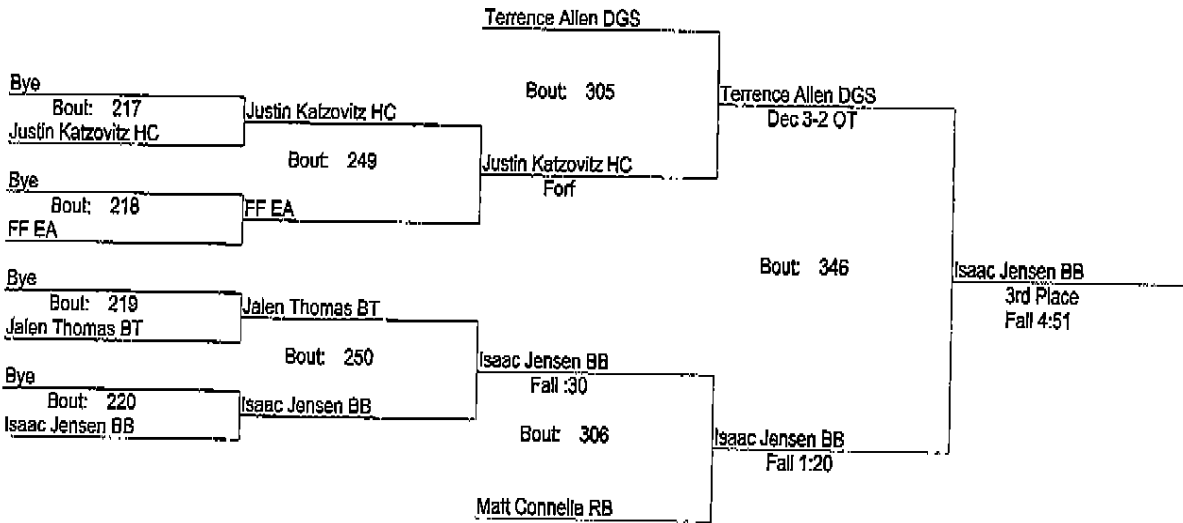 Terrence Allen DGS
Bye
Bout: 217
Justin Katzovitz HC
Justin Katzovitz HC
Bout: 305
Terrence Allen DGS
Dec 3-2 OT
Bout: 249
Justin Katzovitz HC
Forf
Bye
Bout: 218
FF EA
FF EA
Bout: 346
Isaac Jensen BB
3rd Place
Fall 4:51
Bye
Bout: 219
Jalen Thomas BT
Jalen Thomas BT
Bout: 250
Isaac Jensen BB
Fall :30
Bye
Bout: 220
Isaac Jensen BB
Isaac Jensen BB
Bout: 306
Isaac Jensen BB
Fall 1:20
Matt Connella RB